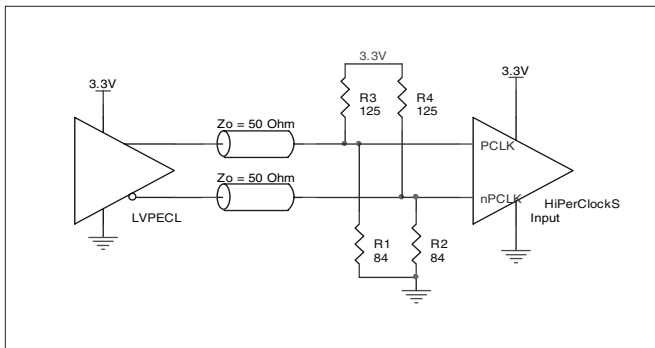 3.3V
3.3V
3.3V
R3
125
R4
125
Zo = 50 Ohm
PCLK
Zo = 50 Ohm
nPCLK
HiPerClockS
Input
LVPECL
R1
84
R2
84